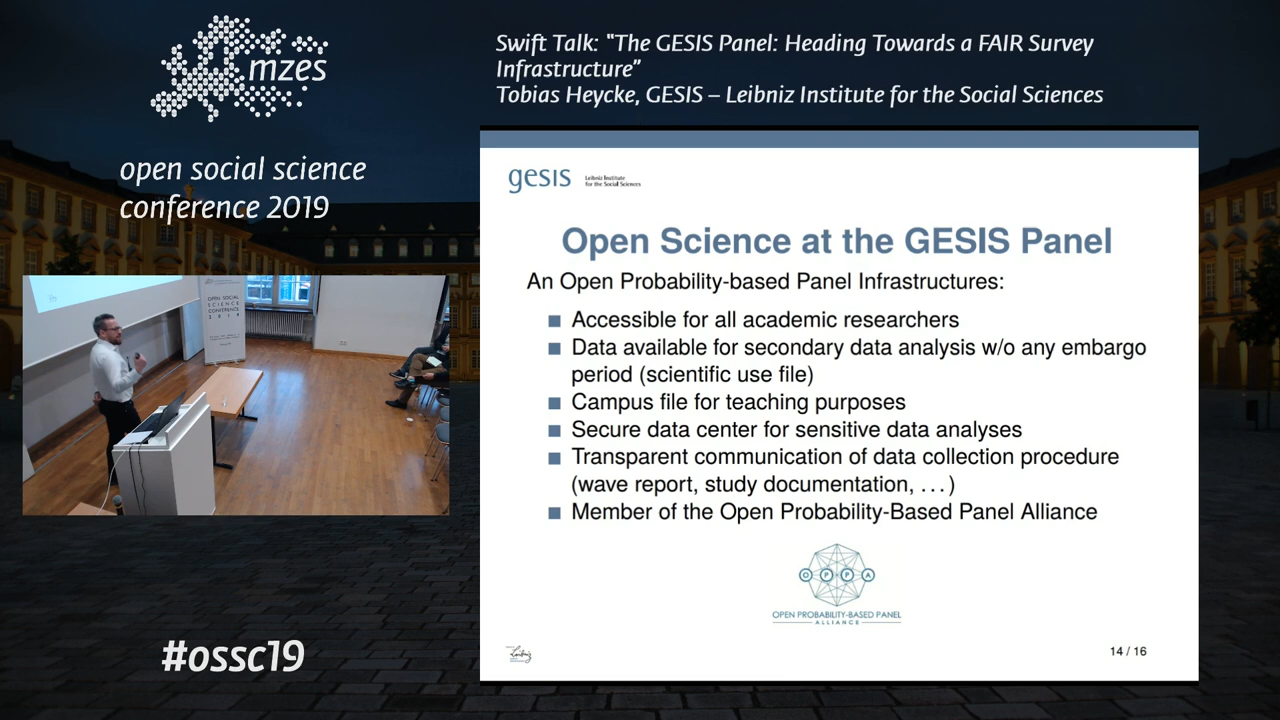 mzes
open social science
conference 2019
Swift Talk: "The GESIS Panel: Heading Towards a FAIR Survey
Infrastructure"
Tobias Heycke, GESIS – Leibniz Institute for the Social Sciences
gesis
Leibniz Institute
for the Social Sciences
Open Science at the GESIS Panel
An Open Probability-based Panel Infrastructures:
Accessible for all academic researchers
Data available for secondary data analysis w/o any embargo
period (scientific use file)
Campus file for teaching purposes
Secure data center for sensitive data analyses
Transparent communication of data collection procedure
(wave report, study documentation, ...)
Member of the Open Probability-Based Panel Alliance
O P P A
OPEN PROBABILITY-BASED PANEL
ALLIANCE
14 / 16
OPEN SOCIAL
SCIENCE
CONFERENCE
2019
#ossc19